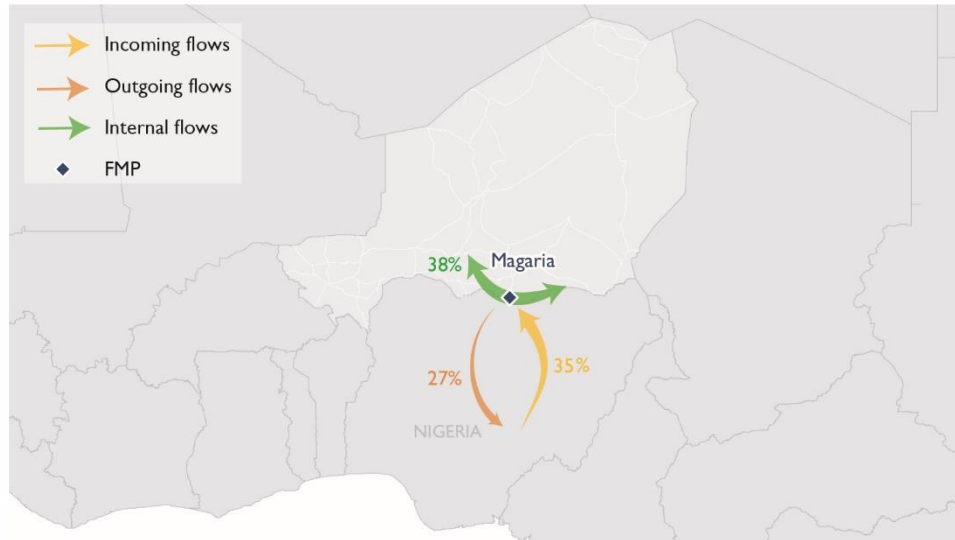 Incoming flows
Outgoing flows
Internal flows
FMP
38%
Magaria
27%
35%
NIGERIA